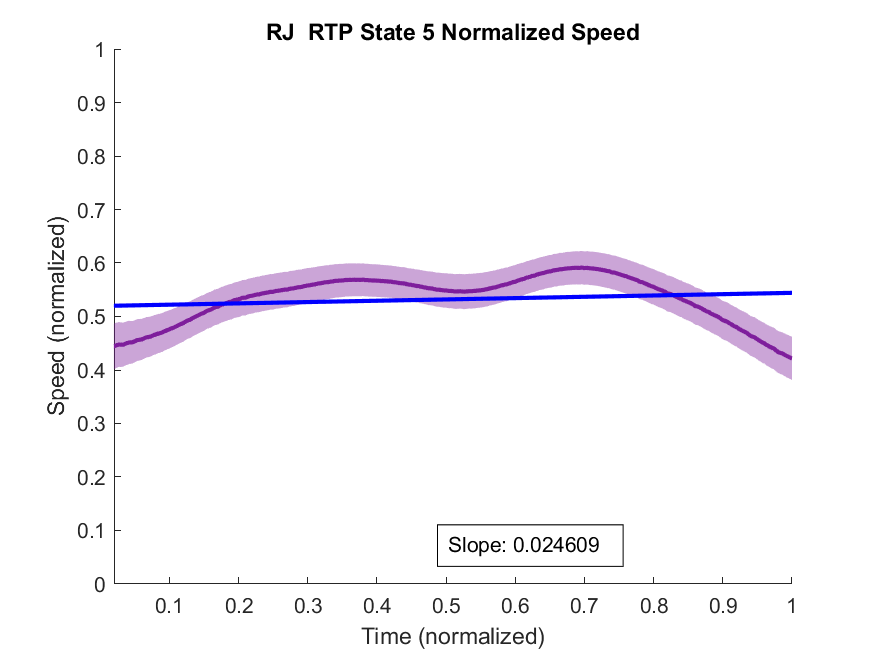 RJ  RTP State 5 Normalized Speed
1
0.9
0.8
0.7
0.6
0.5
0.4
0.3
0.2
0.1
0
Speed (normalized)
Slope: 0.024609
0.1 0.2 0.3 0.4 0.5 0.6 0.7 0.8 0.9 1
Time (normalized)